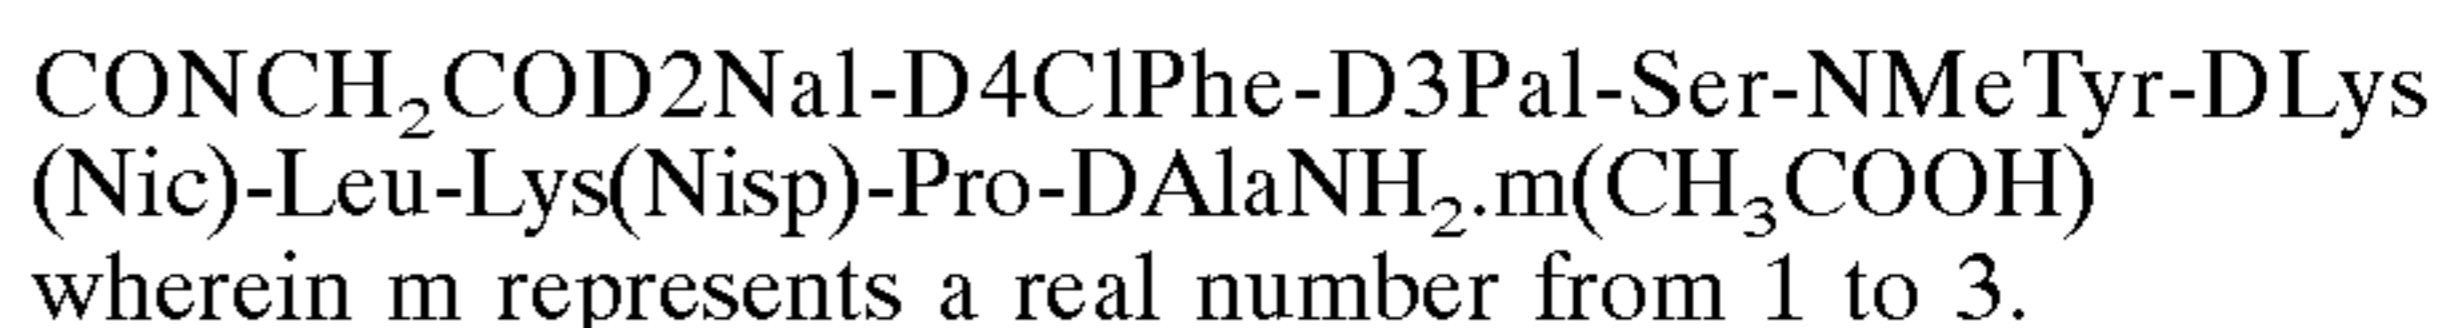 CONCH₂COD2Nal-D4ClPhe-D3Pal-Ser-NMeTyr-DLys
(Nic)-Leu-Lys(Nisp)-Pro-DAlaNH₂.m(CH₃COOH)
wherein m represents a real number from 1 to 3.